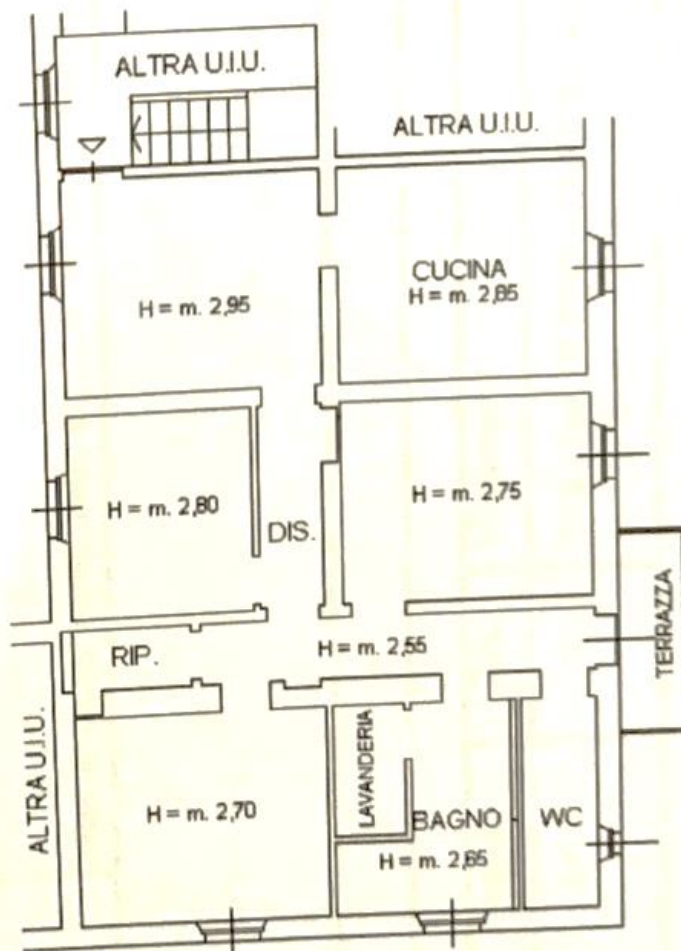 ALTRA U.I.U.
ALTRA U.I.U.
CUCINA
H = m. 2,85
H = m. 2,95
H = m. 2,80
H = m. 2,75
DIS.
TERRAZZA
RIP.
H = m. 2,55
ALTRA U.I.U.
LAVANDERIA
H = m. 2,70
BAGNO
WC
H = m. 2,65